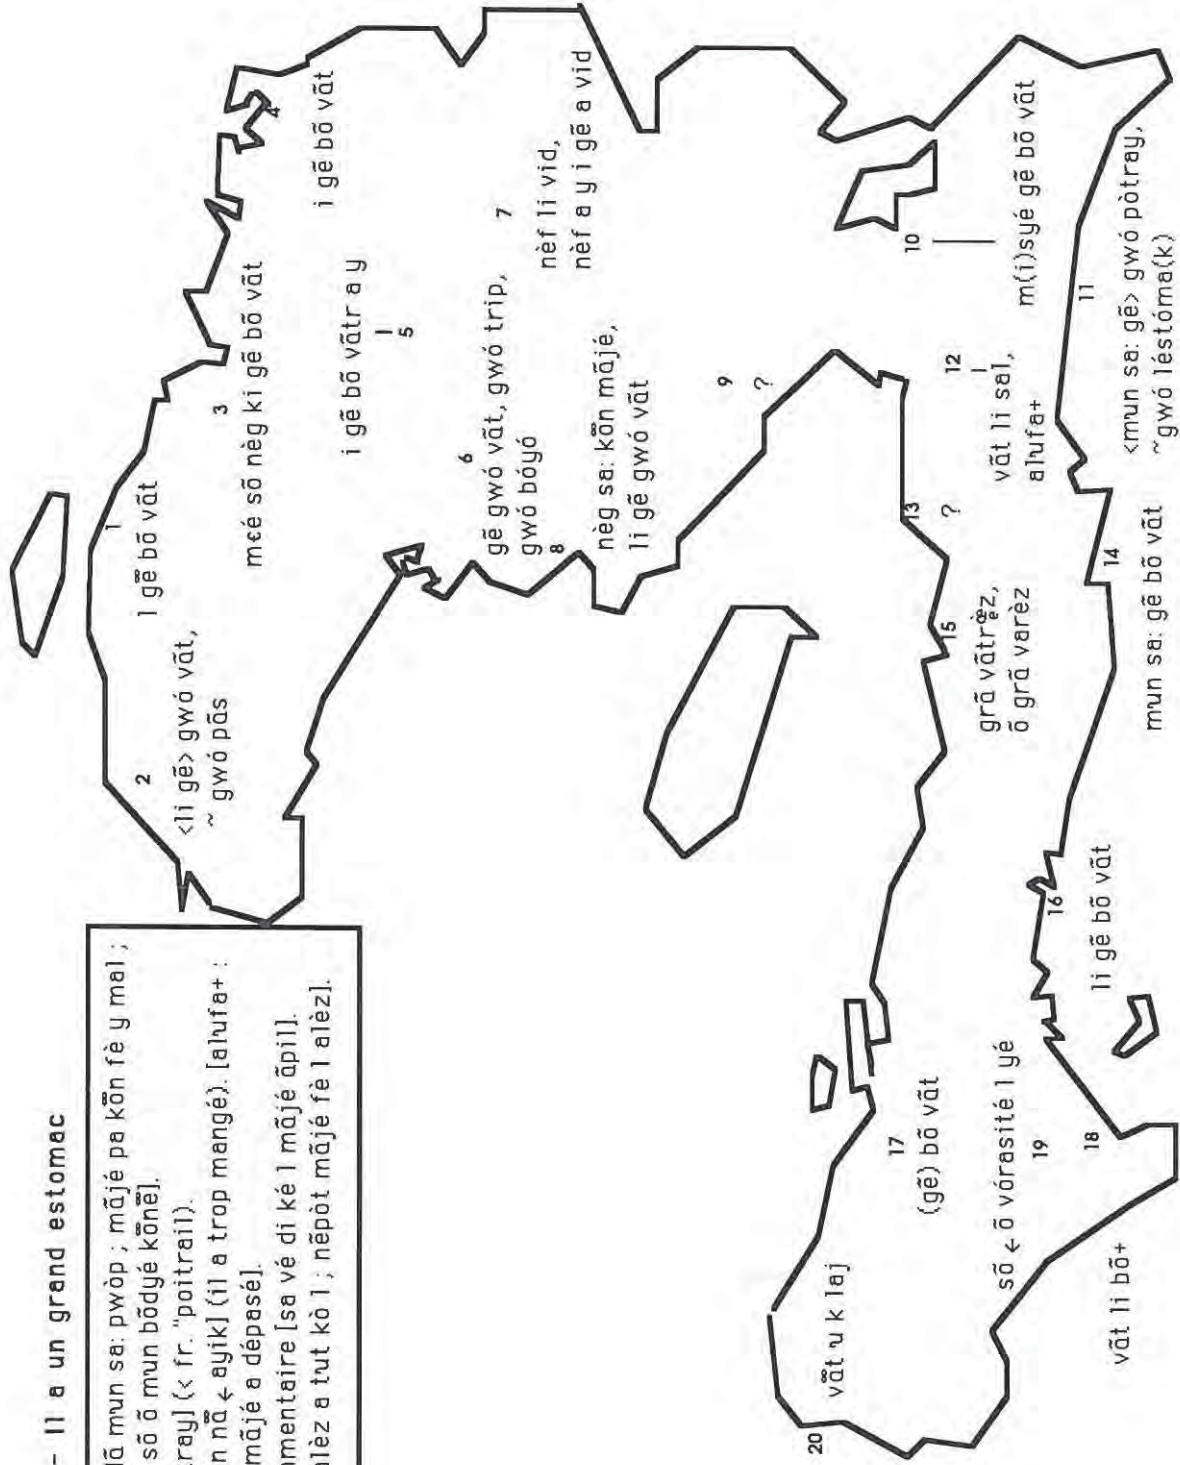 – Il a un grand estomac
mun sa: pwòp ; mãjé pa kõn fè y mal ;
sõ õ mun bõdyé kõnẽ].
(< fr. "poitrail).
ayik] (il a trop mangé). [alufa+ :
mãjé a dépasé].
[sa vé di ké l mãjé ãpil].
a tut kò l ; nẽpòt mãjé fè l alèz].
1
l gẽ bõ vãt
2
<li gẽ> gwó vãt,
~ gwó pãs
3
mɛé sõ nèg ki gẽ bõ vãt
4
i gẽ bõ vãt
i gẽ bõ vãtr a y
5
6
gẽ gwó vãt, gwó trip,
gwó bóyó
7
nèf li vid,
nèf a y i gẽ a vid
8
nèg sa: kõn mãjé,
li gẽ gwó vãt
9
?
10
m(i)syé gẽ bõ vãt
11
<mun sa: gẽ> gwó pòtray,
~gwó léstóma(k)
12
vãt li sal,
alufa+
13
?
14
mun sa: gẽ bõ vãt
15
grã vãtrèz,
õ grã varèz
16
li gẽ bõ vãt
17
(gẽ) bõ vãt
18
vãt li bõ+
19
sõ ← õ vórasité l yé
20
vãt u k laj